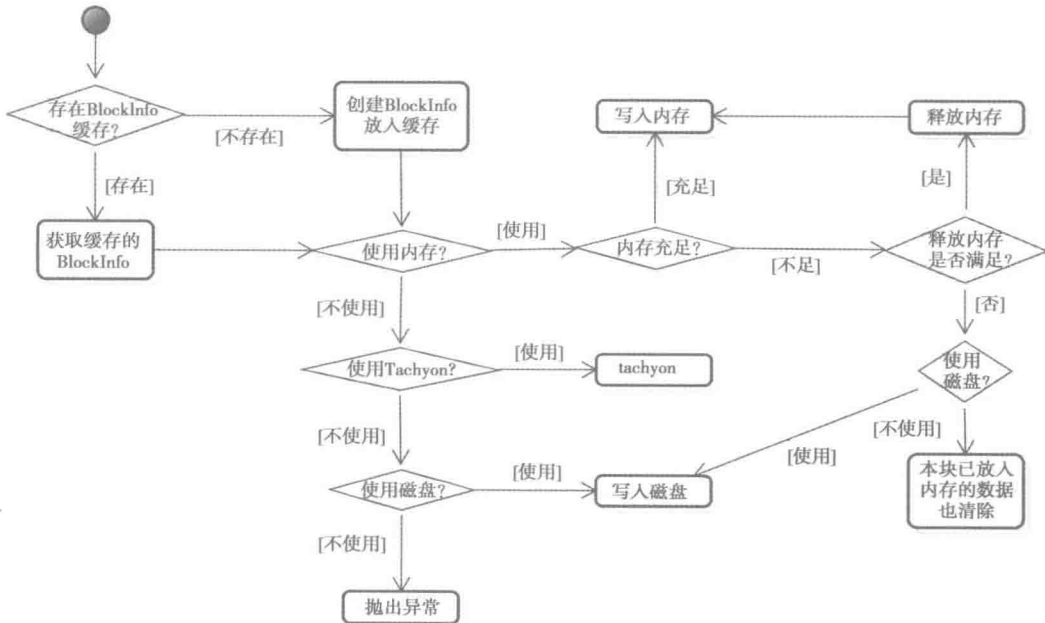 存在BlockInfo
缓存?
[不存在]
创建BlockInfo
放入缓存
写入内存
释放内存
[存在]
[充足]
[是]
获取缓存的
BlockInfo
使用内存?
[使用]
内存充足?
[不足]
释放内存
是否满足?
[不使用]
[否]
使用Tachyon?
[使用]
tachyon
使用
磁盘?
[不使用]
[不使用]
[使用]
使用磁盘?
[使用]
写入磁盘
本块已放入
内存的数据
也清除
[不使用]
抛出异常